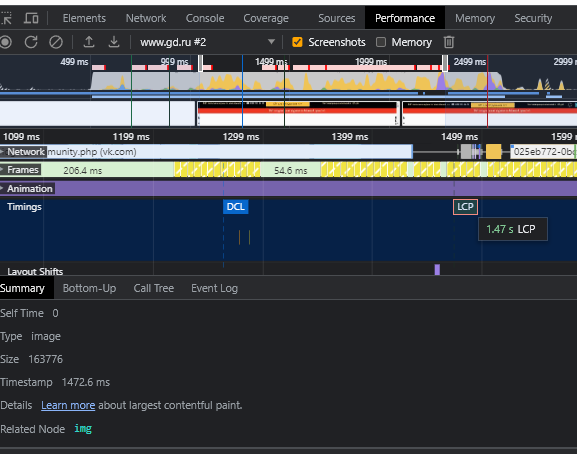 Elements Network Console Coverage Sources Performance Memory Security
www.gd.ru #2 Screenshots Memory
499 ms 999 ms 1499 ms 1999 ms 2499 ms 2999 ms
1099 ms 1199 ms 1299 ms 1399 ms 1499 ms 1599 ms
Network munity.php (vk.com) 025eb772-0b
Frames 206.4 ms 54.6 ms
Animation
Timings DCL LCP
1.47 s LCP
Layout Shifts
Summary Bottom-Up Call Tree Event Log
Self Time 0
Type image
Size 163776
Timestamp 1472.6 ms
Details Learn more about largest contentful paint.
Related Node img